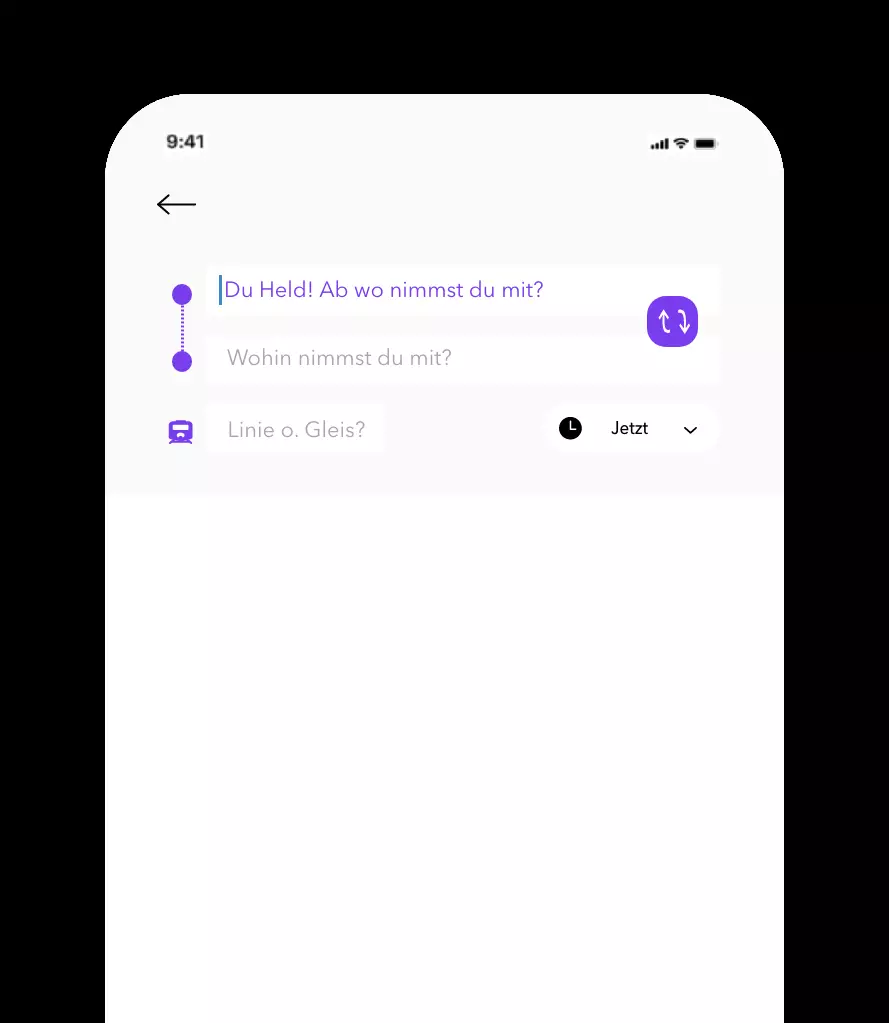 9:41
Du Held! Ab wo nimmst du mit?
Wohin nimmst du mit?
Linie o. Gleis?
Jetzt